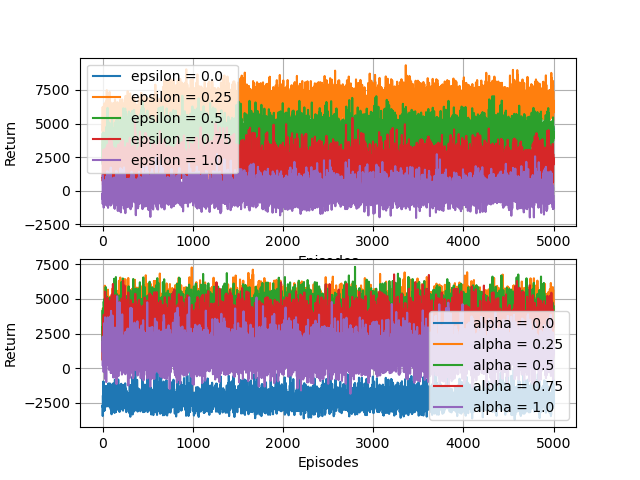 epsilon = 0.0
epsilon = 0.25
epsilon = 0.5
epsilon = 0.75
epsilon = 1.0
7500
5000
2500
0
−2500
Return
0 1000 2000 3000 4000 5000
Episodes
7500
5000
2500
0
−2500
Return
alpha = 0.0
alpha = 0.25
alpha = 0.5
alpha = 0.75
alpha = 1.0
0 1000 2000 3000 4000 5000
Episodes